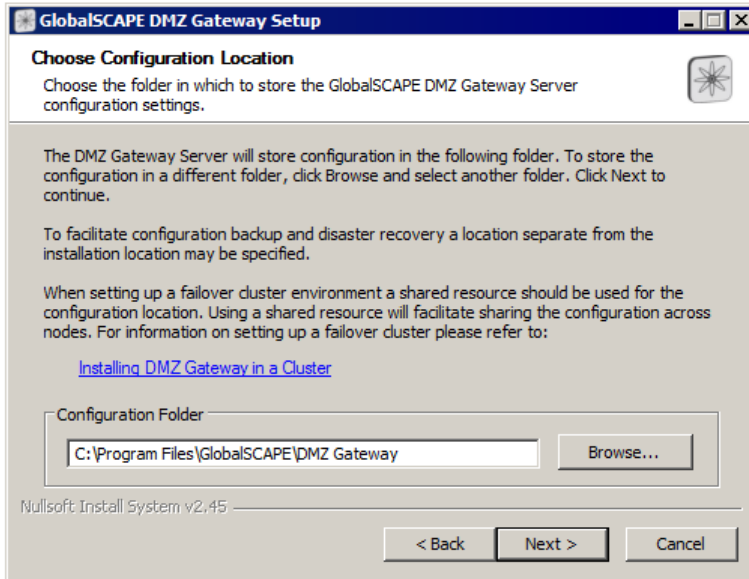 GlobalSCAPE DMZ Gateway Setup
Choose Configuration Location
Choose the folder in which to store the GlobalSCAPE DMZ Gateway Server
configuration settings.
The DMZ Gateway Server will store configuration in the following folder. To store the
configuration in a different folder, click Browse and select another folder. Click Next to
continue.
To facilitate configuration backup and disaster recovery a location separate from the
installation location may be specified.
When setting up a failover cluster environment a shared resource should be used for the
configuration location. Using a shared resource will facilitate sharing the configuration across
nodes. For information on setting up a failover cluster please refer to:
Installing DMZ Gateway in a Cluster
Configuration Folder
C:\Program Files\GlobalSCAPE\DMZ Gateway
Browse...
Nullsoft Install System v2.45
< Back
Next >
Cancel